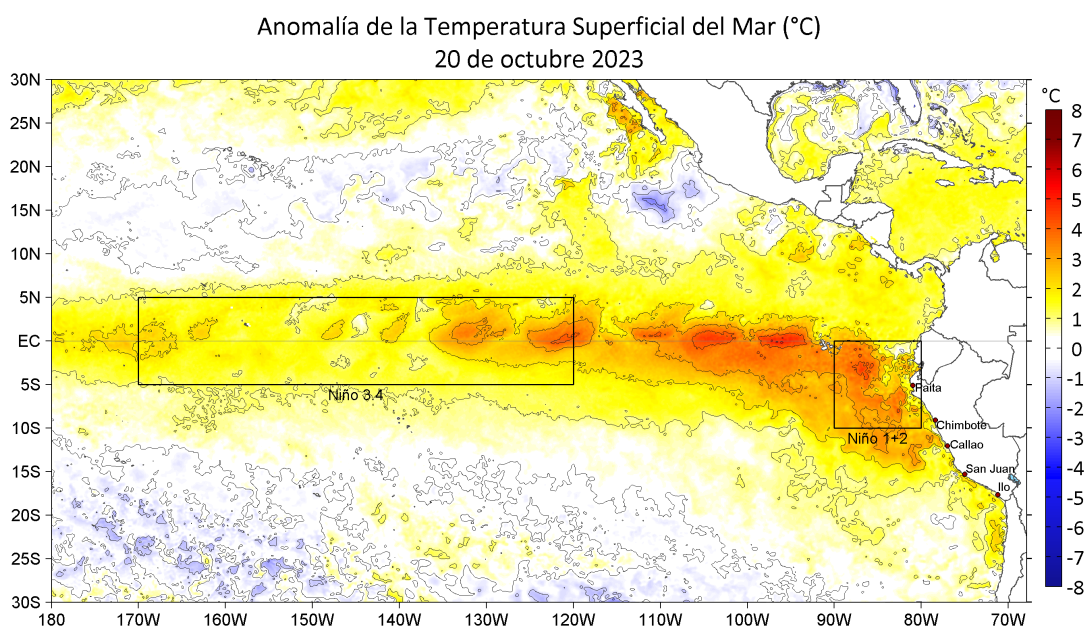 Anomalía de la Temperatura Superficial del Mar (°C)
20 de octubre 2023
30N
25N
20N
15N
10N
5N
EC
5S
10S
15S
20S
25S
30S
180
170W
160W
150W
140W
130W
120W
110W
100W
90W
80W
70W
Niño 3.4
Niño 1+2
Paita
Chimbote
Callao
San Juan
Ilo
°C
8
7
6
5
4
3
2
1
0
-1
-2
-3
-4
-5
-6
-7
-8